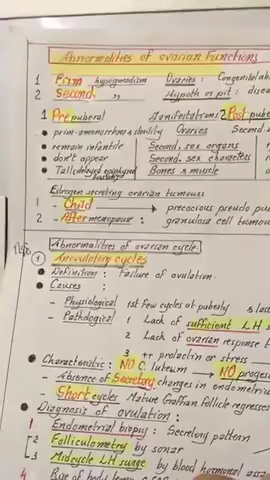 Abnormalities of ovarian Functions
1 Prim hypogonadism Ovaries : Congenital ab
2 Second. " Hypoth or pit : disea
1 Pre puberal Manifestations 2 Post puber
• prim. amenorrhea & sterility Ovaries Second
• remain infantile Second. sex organs
• don't appear Second. sex characters
• Tall Bones & muscle
Estrogen secreting ovarian tumours
1 - Child → precocious pseudo pu
2 - After menopause : granulosa cell tumou
Abnormalities of ovarian cycle.
Anovulatory cycles
• Definition : Failure of ovulation.
• Causes :
- Physiological 1st few cycles at puberty & las
- Pathological 1 Lack of sufficient LH
2 Lack of ovarian response t
3 ++ prolactin or stress
• Characteristic : NO C. luteum → NO proges
- Absence of Secretory changes in endometriu
- Short cycles Mature Graffian follicle regresses
• Diagnosis of ovulation :
1 Endometrial biopsy : Secretory pattern
2 Folliculometry by sonar
3 Midcycle LH surge by blood hormonal assa
4 body temp